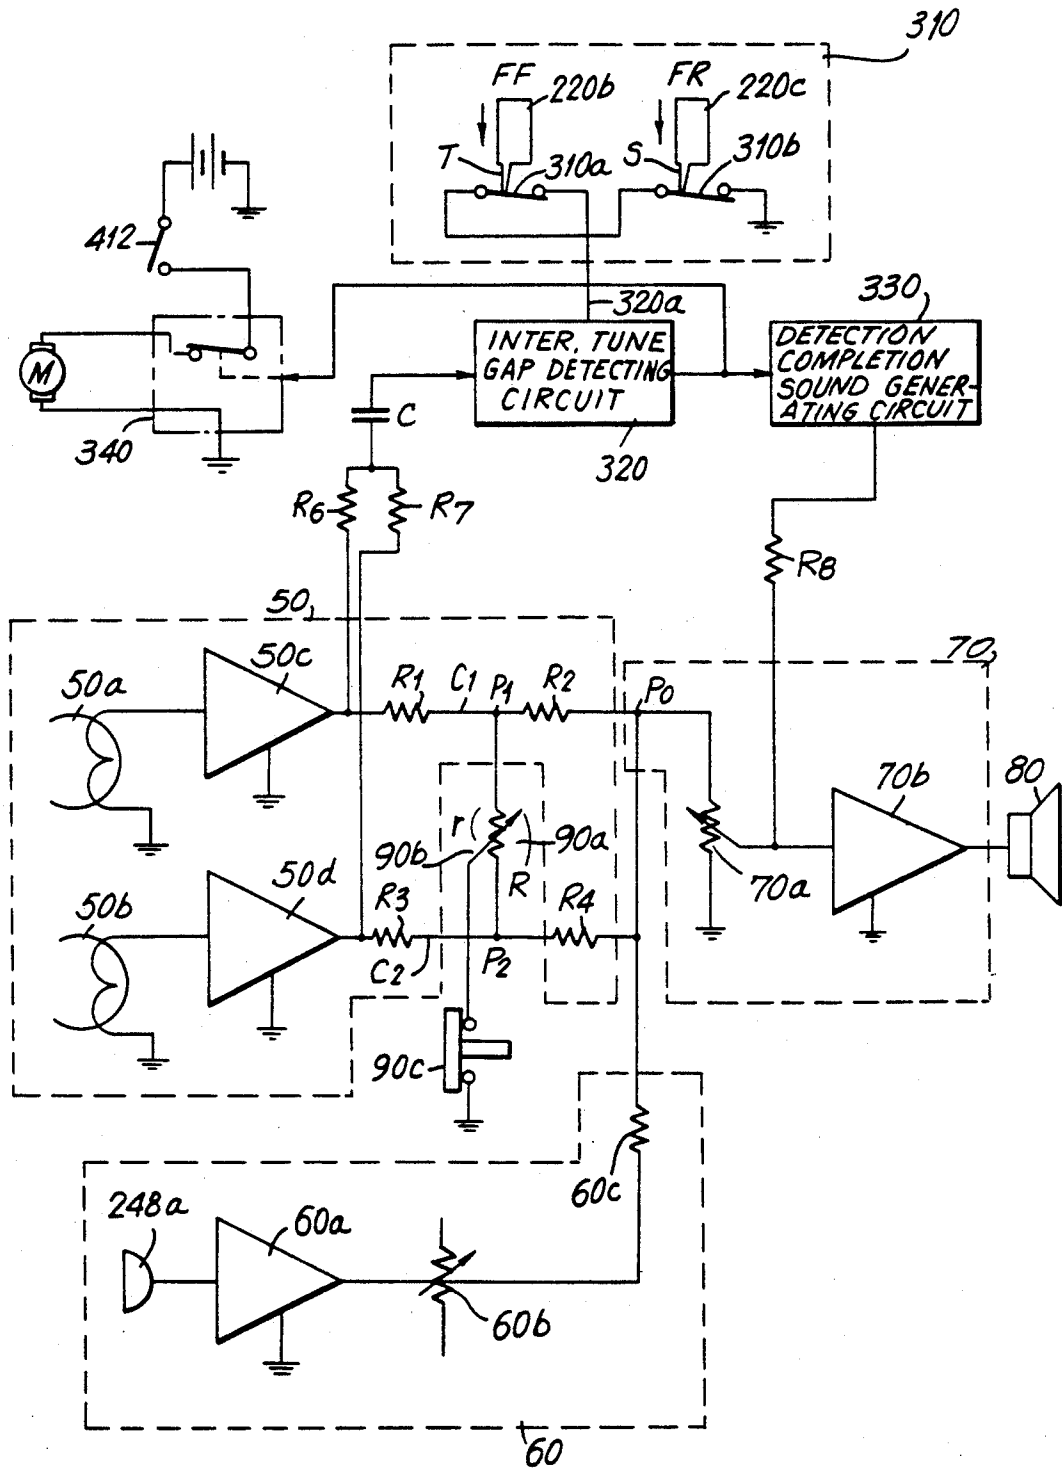 310
FF
220b
FR
220c
T
310a
S
310b
412
320a
330
M
340
C
INTER. TUNE
GAP DETECTING
CIRCUIT
320
DETECTION
COMPLETION
SOUND GENER-
ATING CIRCUIT
R6
R7
R8
50
50a
50c
R1
C1
P1
R2
P0
70
70b
80
r
90b
90a
R
70a
50b
50d
R3
C2
P2
R4
90c
60c
248a
60a
60b
60